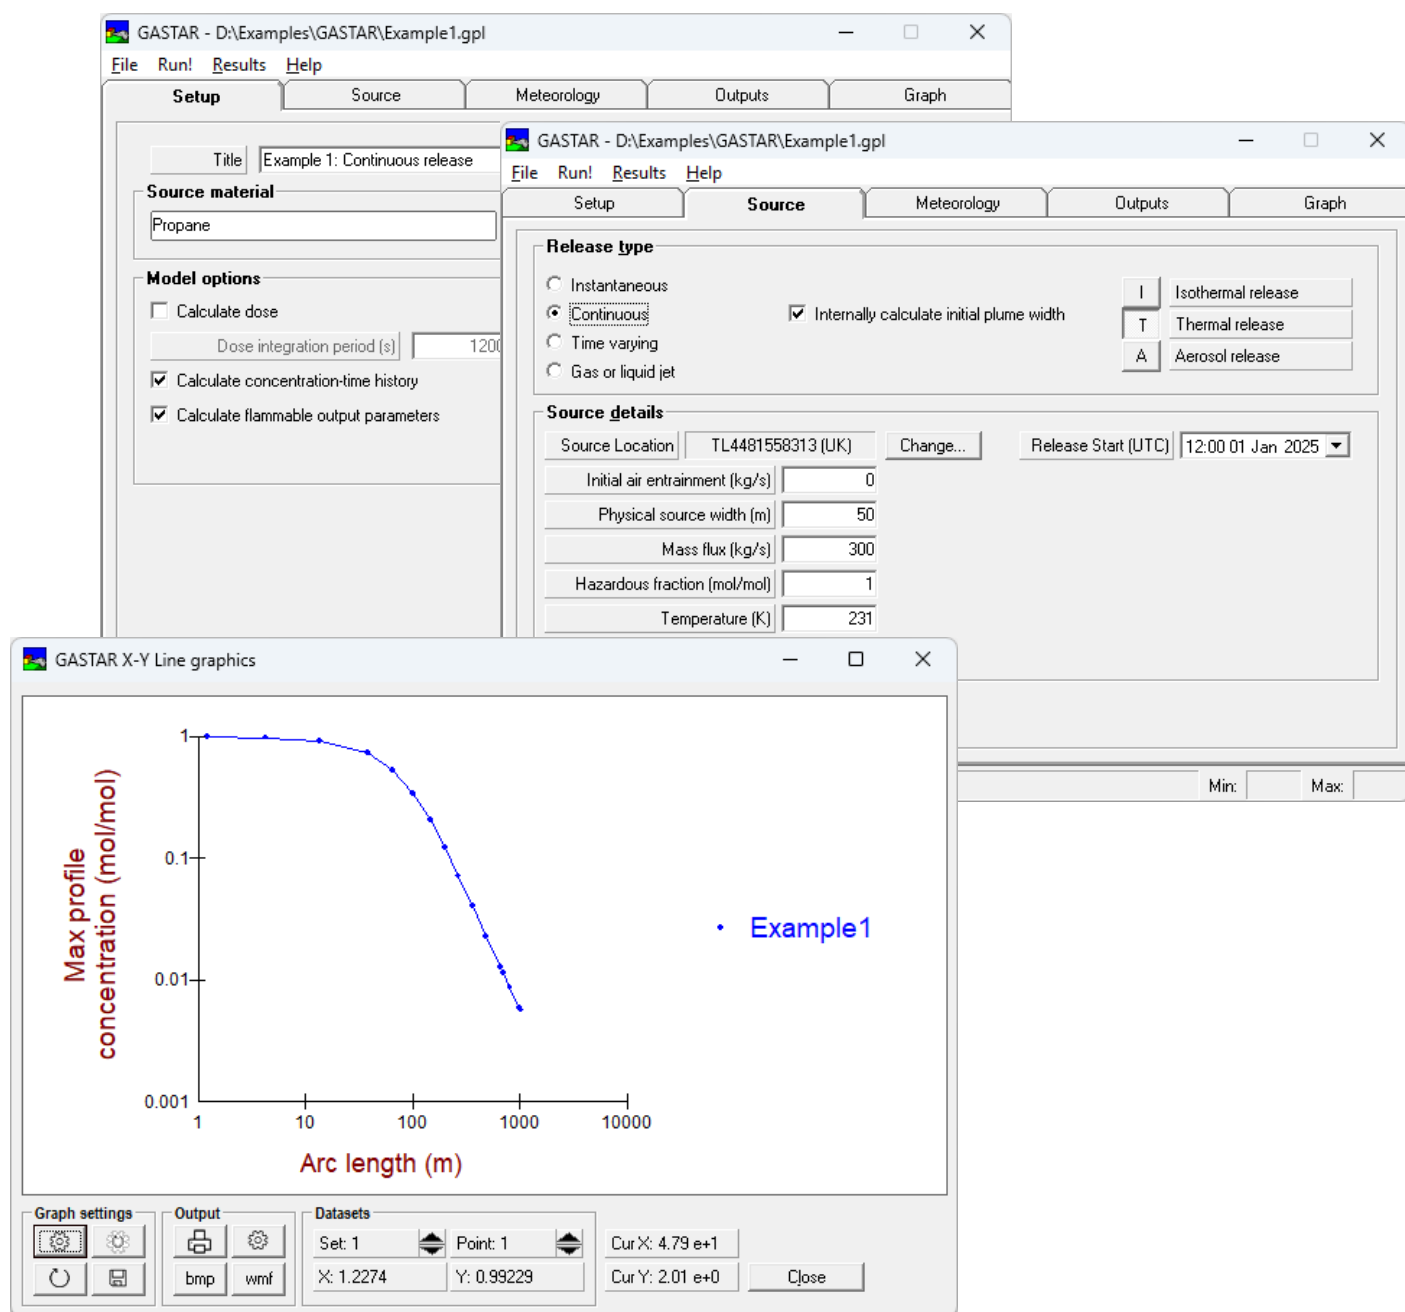 GASTAR - D:\Examples\GASTAR\Example1.gpl
File Run! Results Help
Setup Source Meteorology Outputs Graph
Title Example 1: Continuous release
Source material
Propane
Model options
Calculate dose
Dose integration period (s) 1200
Calculate concentration-time history
Calculate flammable output parameters
GASTAR - D:\Examples\GASTAR\Example1.gpl
File Run! Results Help
Setup Source Meteorology Outputs Graph
Release type
Instantaneous
Continuous
Time varying
Gas or liquid jet
Internally calculate initial plume width
I Isothermal release
T Thermal release
A Aerosol release
Source details
Source Location TL4481558313 (UK) Change... Release Start (UTC) 12:00 01 Jan 2025
Initial air entrainment (kg/s) 0
Physical source width (m) 50
Mass flux (kg/s) 300
Hazardous fraction (mol/mol) 1
Temperature (K) 231
Min: Max:
GASTAR X-Y Line graphics
Max profile
concentration (mol/mol)
1
0.1
0.01
0.001
1 10 100 1000 10000
Arc length (m)
Example1
Graph settings Output Datasets
Set: 1 Point: 1 Cur X: 4.79 e+1
bmp wmf X: 1.2274 Y: 0.99229 Cur Y: 2.01 e+0 Close